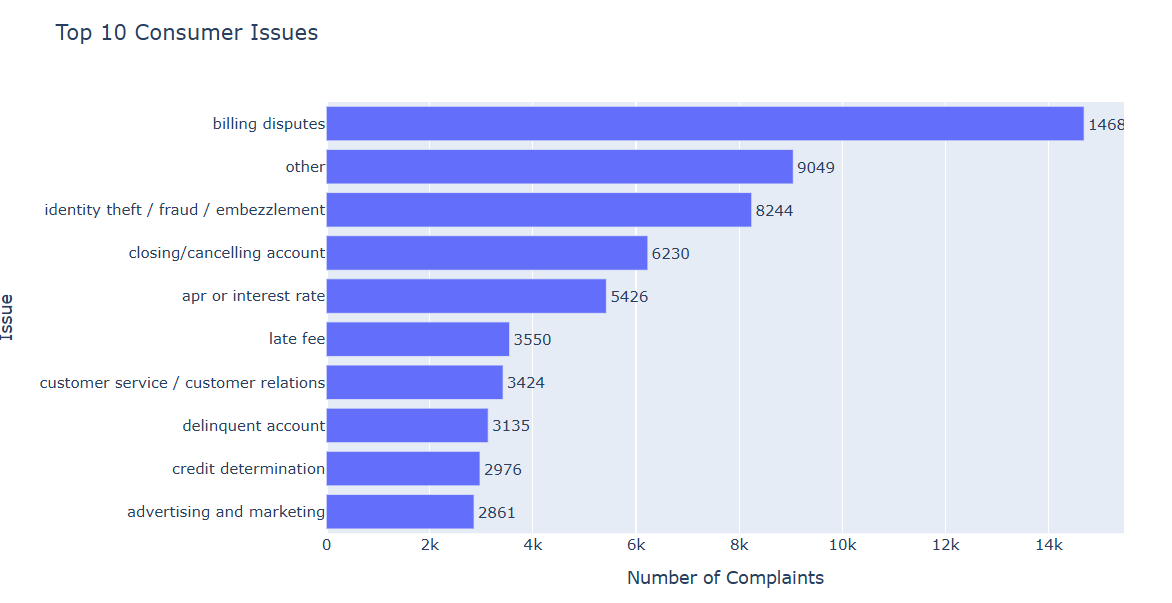 Top 10 Consumer Issues
Issue
billing disputes 1468
other 9049
identity theft / fraud / embezzlement 8244
closing/cancelling account 6230
apr or interest rate 5426
late fee 3550
customer service / customer relations 3424
delinquent account 3135
credit determination 2976
advertising and marketing 2861
0 2k 4k 6k 8k 10k 12k 14k
Number of Complaints